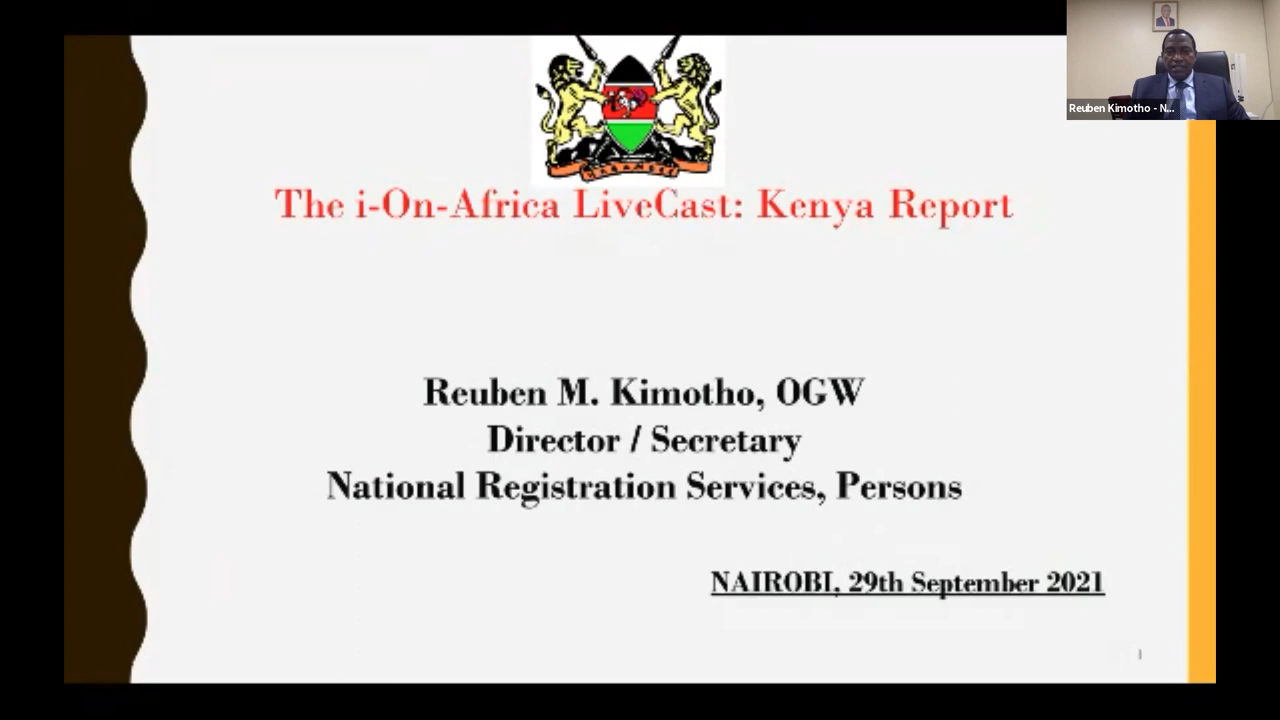 HARAMBEE
The i-On-Africa LiveCast: Kenya Report
Reuben M. Kimotho, OGW
Director / Secretary
National Registration Services, Persons
NAIROBI, 29th September 2021
1
Reuben Kimotho - N...